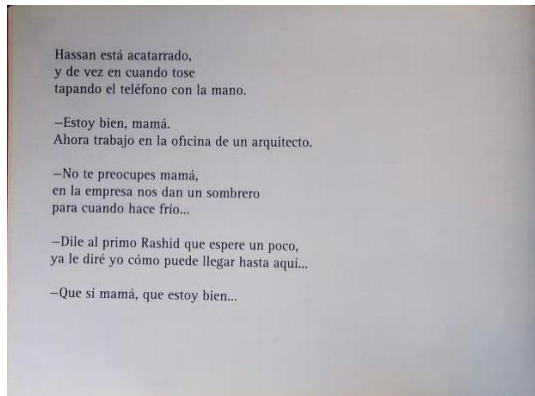 Hassan está acatarrado,
y de vez en cuando tose
tapando el teléfono con la mano.
—Estoy bien, mamá.
Ahora trabajo en la oficina de un arquitecto.
—No te preocupes mamá,
en la empresa nos dan un sombrero
para cuando hace frío...
—Dile al primo Rashid que espere un poco,
ya le diré yo cómo puede llegar hasta aquí...
—Que sí mamá, que estoy bien...